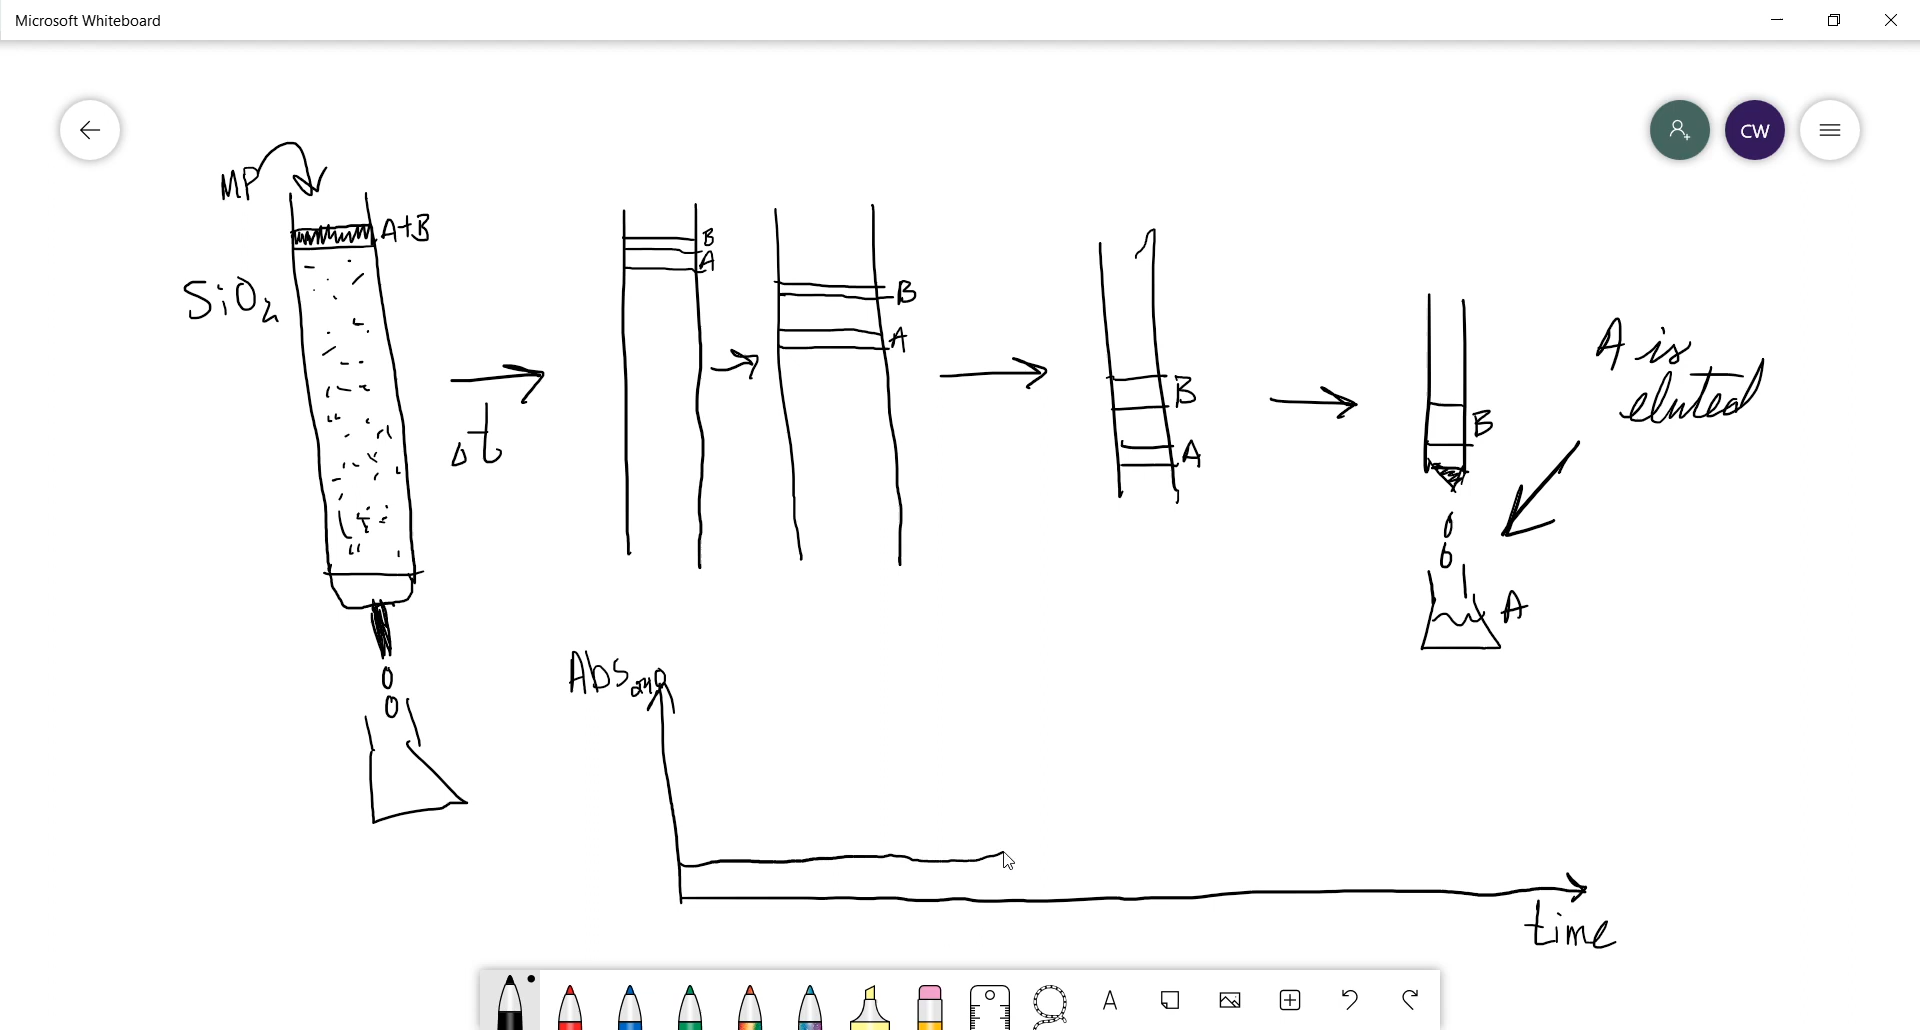 Microsoft Whiteboard
CW
MP
A+B
SiO2
Δt
B
A
B
A
B
A
B
A is
eluted
A
Abs
time
A